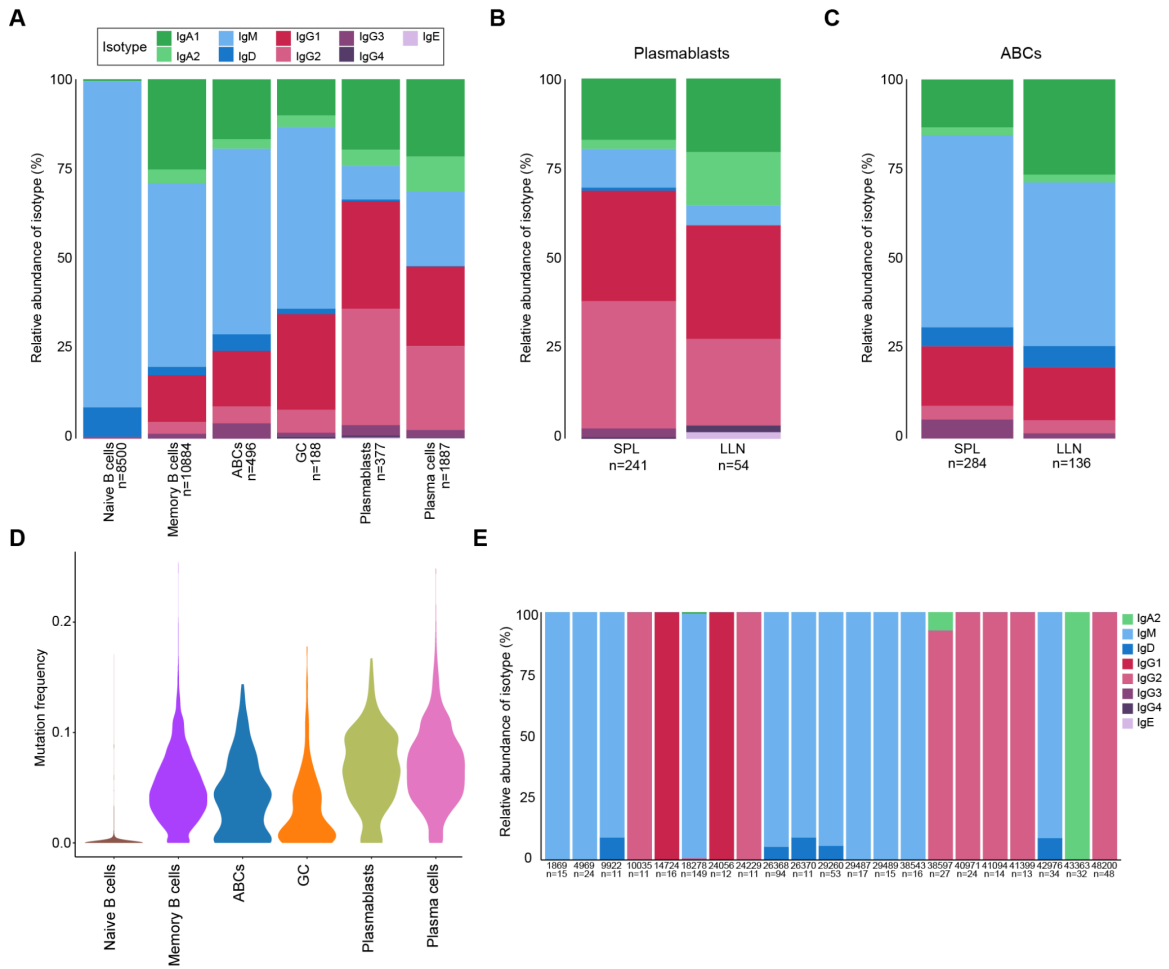 A
Isotype
IgA1
IgM
IgG1
IgG3
IgE
IgA2
IgD
IgG2
IgG4
Relative abundance of isotype (%)
100
75
50
25
0
Naive B cells
n=8500
Memory B cells
n=10884
ABCs
n=496
GC
n=188
Plasmablasts
n=377
Plasma cells
n=1887
B
Plasmablasts
Relative abundance of isotype (%)
100
75
50
25
0
SPL
n=241
LLN
n=54
C
ABCs
Relative abundance of isotype (%)
100
75
50
25
0
SPL
n=284
LLN
n=136
D
Mutation frequency
0.2
0.1
0.0
Naive B cells
Memory B cells
ABCs
GC
Plasmablasts
Plasma cells
E
Relative abundance of isotype (%)
100
75
50
25
0
IgA2
IgM
IgD
IgG1
IgG2
IgG3
IgG4
IgE
1869 4969 9922 10035 14724 18278 24056 24229 26368 26370 29260 29487 29489 38543 38597 40971 41094 41399 42976 43363 48200
n=15 n=24 n=11 n=11 n=16 n=149 n=12 n=11 n=94 n=11 n=53 n=17 n=15 n=16 n=27 n=24 n=14 n=13 n=34 n=32 n=48